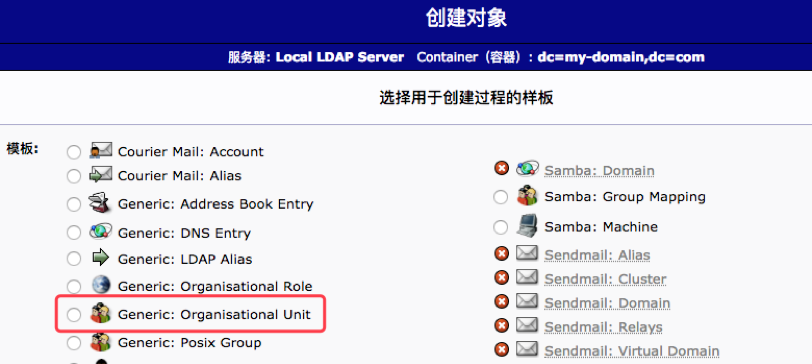 创建对象
服务器: Local LDAP Server Container（容器）: dc=my-domain,dc=com
选择用于创建过程的样板
模板:
Courier Mail: Account
Courier Mail: Alias
Generic: Address Book Entry
Generic: DNS Entry
Generic: LDAP Alias
Generic: Organisational Role
Generic: Organisational Unit
Generic: Posix Group
Samba: Domain
Samba: Group Mapping
Samba: Machine
Sendmail: Alias
Sendmail: Cluster
Sendmail: Domain
Sendmail: Relays
Sendmail: Virtual Domain